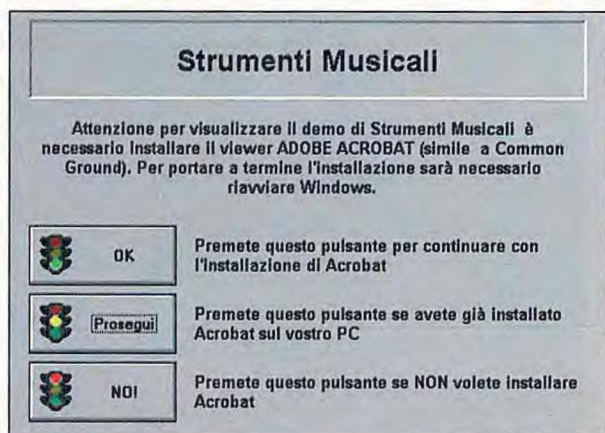 Strumenti Musicali
Attenzione per visualizzare il demo di Strumenti Musicali è
necessario installare il viewer ADOBE ACROBAT (simile a Common
Ground). Per portare a termine l'installazione sarà necessario
riavviare Windows.
OK
Premete questo pulsante per continuare con
l'installazione di Acrobat
Prosegui
Premete questo pulsante se avete già installato
Acrobat sul vostro PC
NO!
Premete questo pulsante se NON volete installare
Acrobat